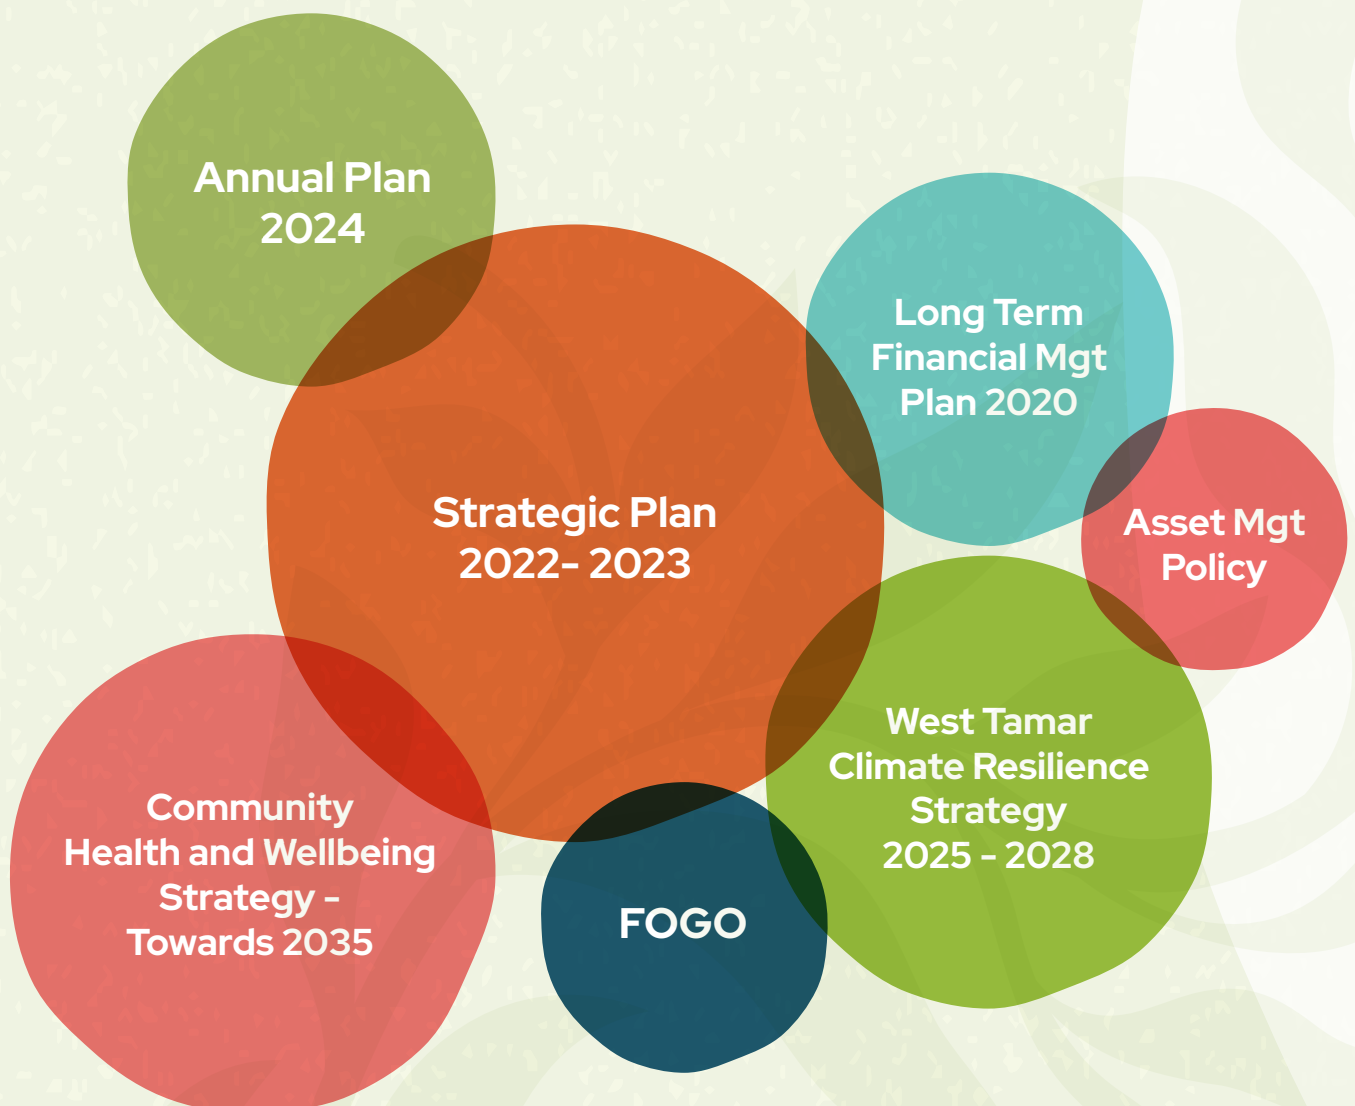 Annual Plan
2024
Long Term
Financial Mgt
Plan 2020
Strategic Plan
2022- 2023
Asset Mgt
Policy
West Tamar
Climate Resilience
Strategy
2025 - 2028
Community
Health and Wellbeing
Strategy -
Towards 2035
FOGO